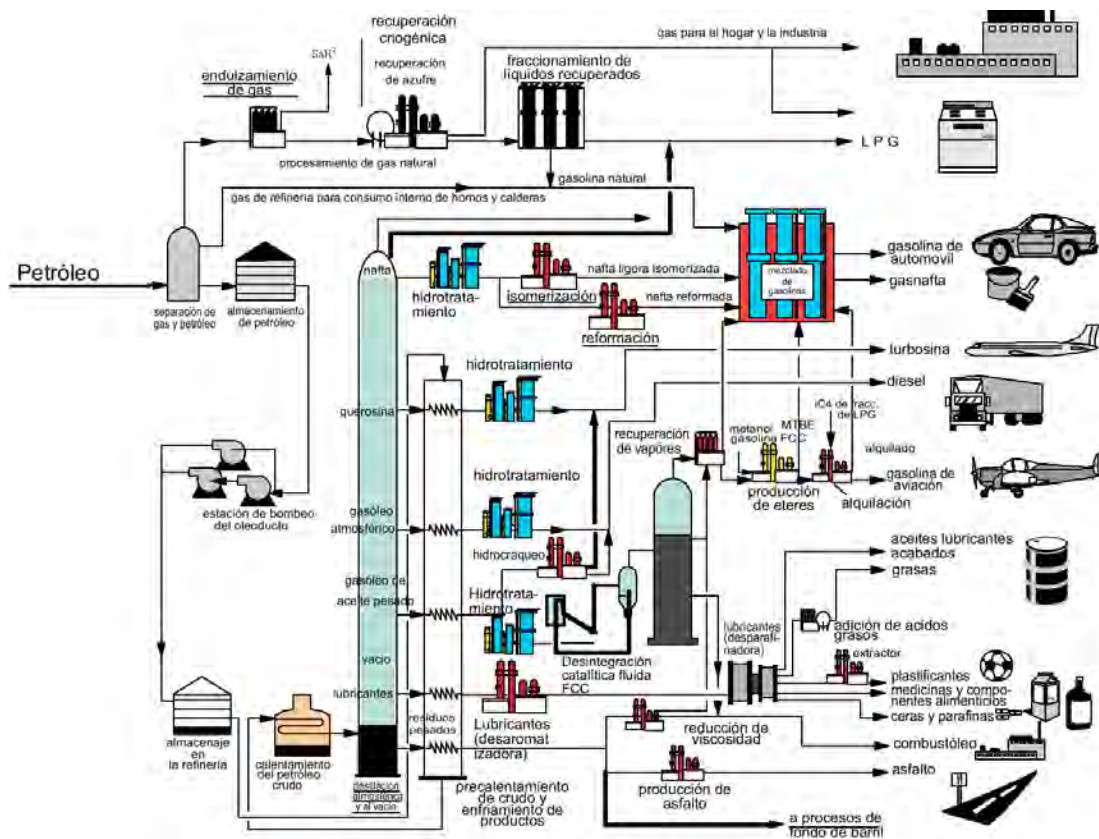 recuperación
criogénica
gas para el hogar y la industria
recuperación
de azufre
fraccionamiento de
líquidos recuperados
endulzamiento
de gas
L P G
procesamiento de gas natural
gasolina natural
gas de refinería para consumo interno de hornos y calderas
Petróleo
nafta
separación de
gas y petróleo
almacenamiento
de petróleo
hidrotrata-
miento
isomerización
nafta ligera isomerizada
reformación
nafta reformada
mezclado
de
gasolinas
gasolina de
automovil
gasnafta
turbosina
diesel
hidrotratamiento
querosina
recuperación
de vapores
metanol
gasolina FCC
MTBE
iC4 de fracc.
de LPG
alquilado
producción
de eteres
alquilación
gasolina de
aviación
hidrotratamiento
estación de bombeo
del oleoducto
gasóleo
atmosférico
hidrocraqueo
gasóleo de
aceite pesado
Hidrotrata-
miento
aceites lubricantes
acabados
grasas
lubricantes
(desparafi-
nadora)
adición de acidos
grasos
extractor
Desintegración
catalítica fluida
FCC
vacio
lubricantes
plastificantes
medicinas y compo-
nentes alimenticios
ceras y parafinas
residuos
pesados
Lubricantes
(desaromat
izadora)
reducción de
viscosidad
combustóleo
almacenaje
en
la refinería
calentamiento
del petróleo
crudo
destilación
atmosférica
y al vacio
precalentamiento
de crudo y
enfriamiento de
productos
producción de
asfalto
asfalto
a procesos de
fondo de barril